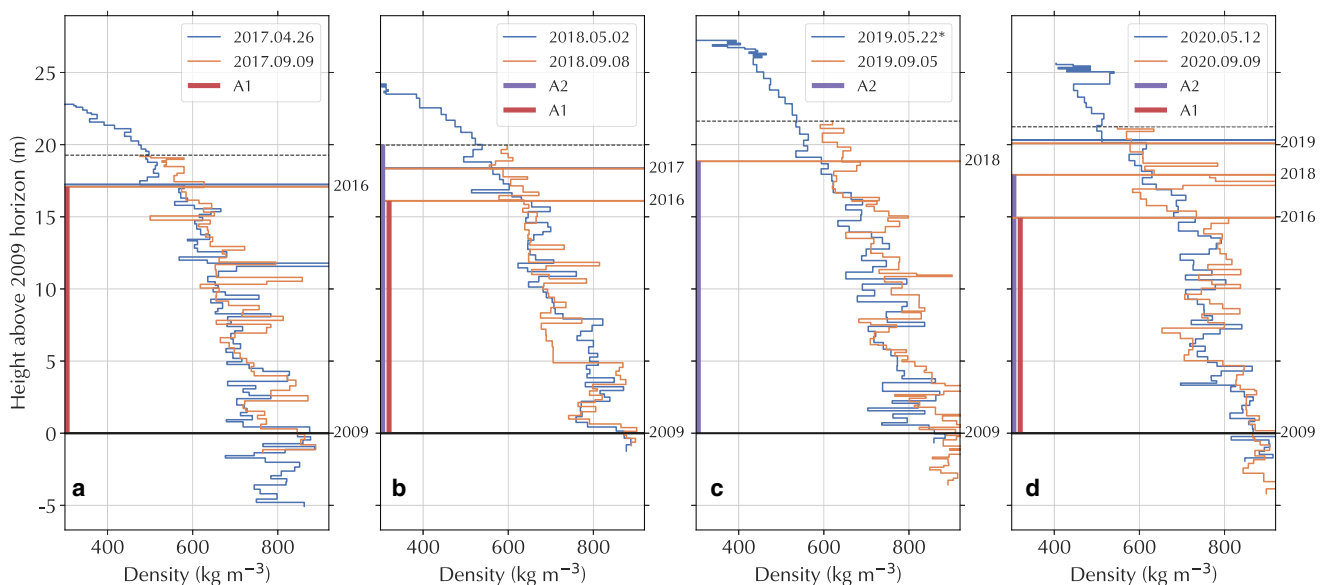 2017.04.26
2017.09.09
A1
2018.05.02
2018.09.08
A2
A1
2019.05.22*
2019.09.05
A2
2020.05.12
2020.09.09
A2
A1
Height above 2009 horizon (m)
25
20
15
10
5
0
-5
2016
2009
2017
2016
2009
2018
2009
2019
2018
2016
2009
a
b
c
d
400 600 800
400 600 800
400 600 800
400 600 800
Density (kg m⁻³)
Density (kg m⁻³)
Density (kg m⁻³)
Density (kg m⁻³)